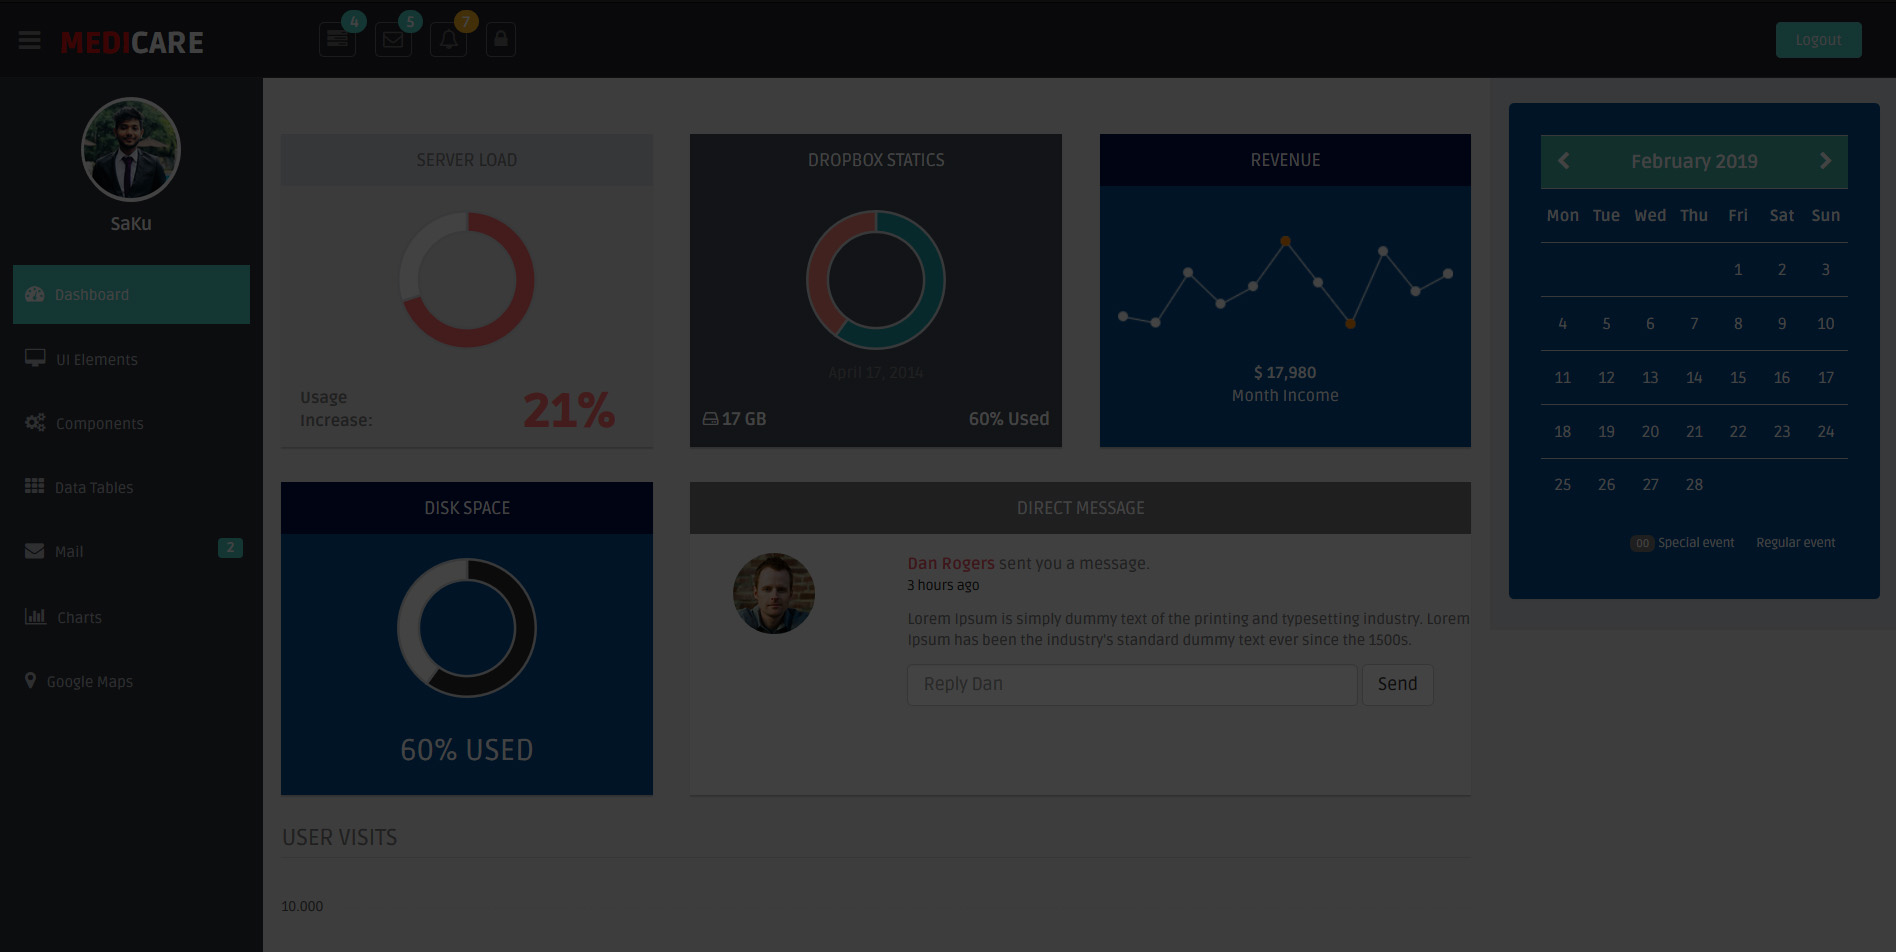 MEDICARE
4
5
7
Logout
SaKu
Dashboard
UI Elements
Components
Data Tables
Mail
2
Charts
Google Maps
SERVER LOAD
Usage
Increase:
21%
DROPBOX STATICS
April 17, 2014
17 GB
60% Used
REVENUE
$ 17,980
Month Income
DISK SPACE
60% USED
DIRECT MESSAGE
Dan Rogers sent you a message.
3 hours ago
Lorem Ipsum is simply dummy text of the printing and typesetting industry. Lorem
Ipsum has been the industry's standard dummy text ever since the 1500s.
Reply Dan
Send
USER VISITS
10.000
February 2019
Mon Tue Wed Thu Fri Sat Sun
1 2 3
4 5 6 7 8 9 10
11 12 13 14 15 16 17
18 19 20 21 22 23 24
25 26 27 28
00 Special event Regular event